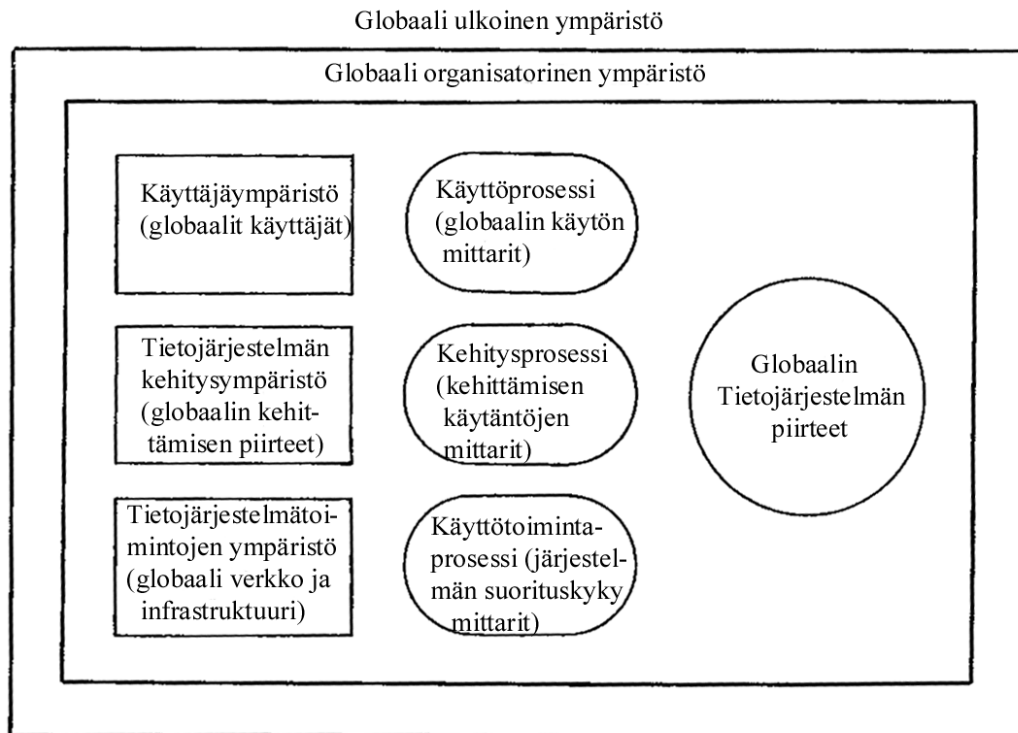 Globaali ulkoinen ympäristö
Globaali organisatorinen ympäristö
Käyttäjäympäristö
(globaalit käyttäjät)
Käyttöprosessi
(globaalin käytön
mittarit)
Tietojärjestelmän
kehitysympäristö
(globaalin kehit-
tämisen piirteet)
Kehitysprosessi
(kehittämisen
käytäntöjen
mittarit)
Globaalin
Tietojärjestelmän
piirteet
Tietojärjestelmätoi-
mintojen ympäristö
(globaali verkko ja
infrastruktuuri)
Käyttötoiminta-
prosessi (järjestel-
män suorituskyky
mittarit)